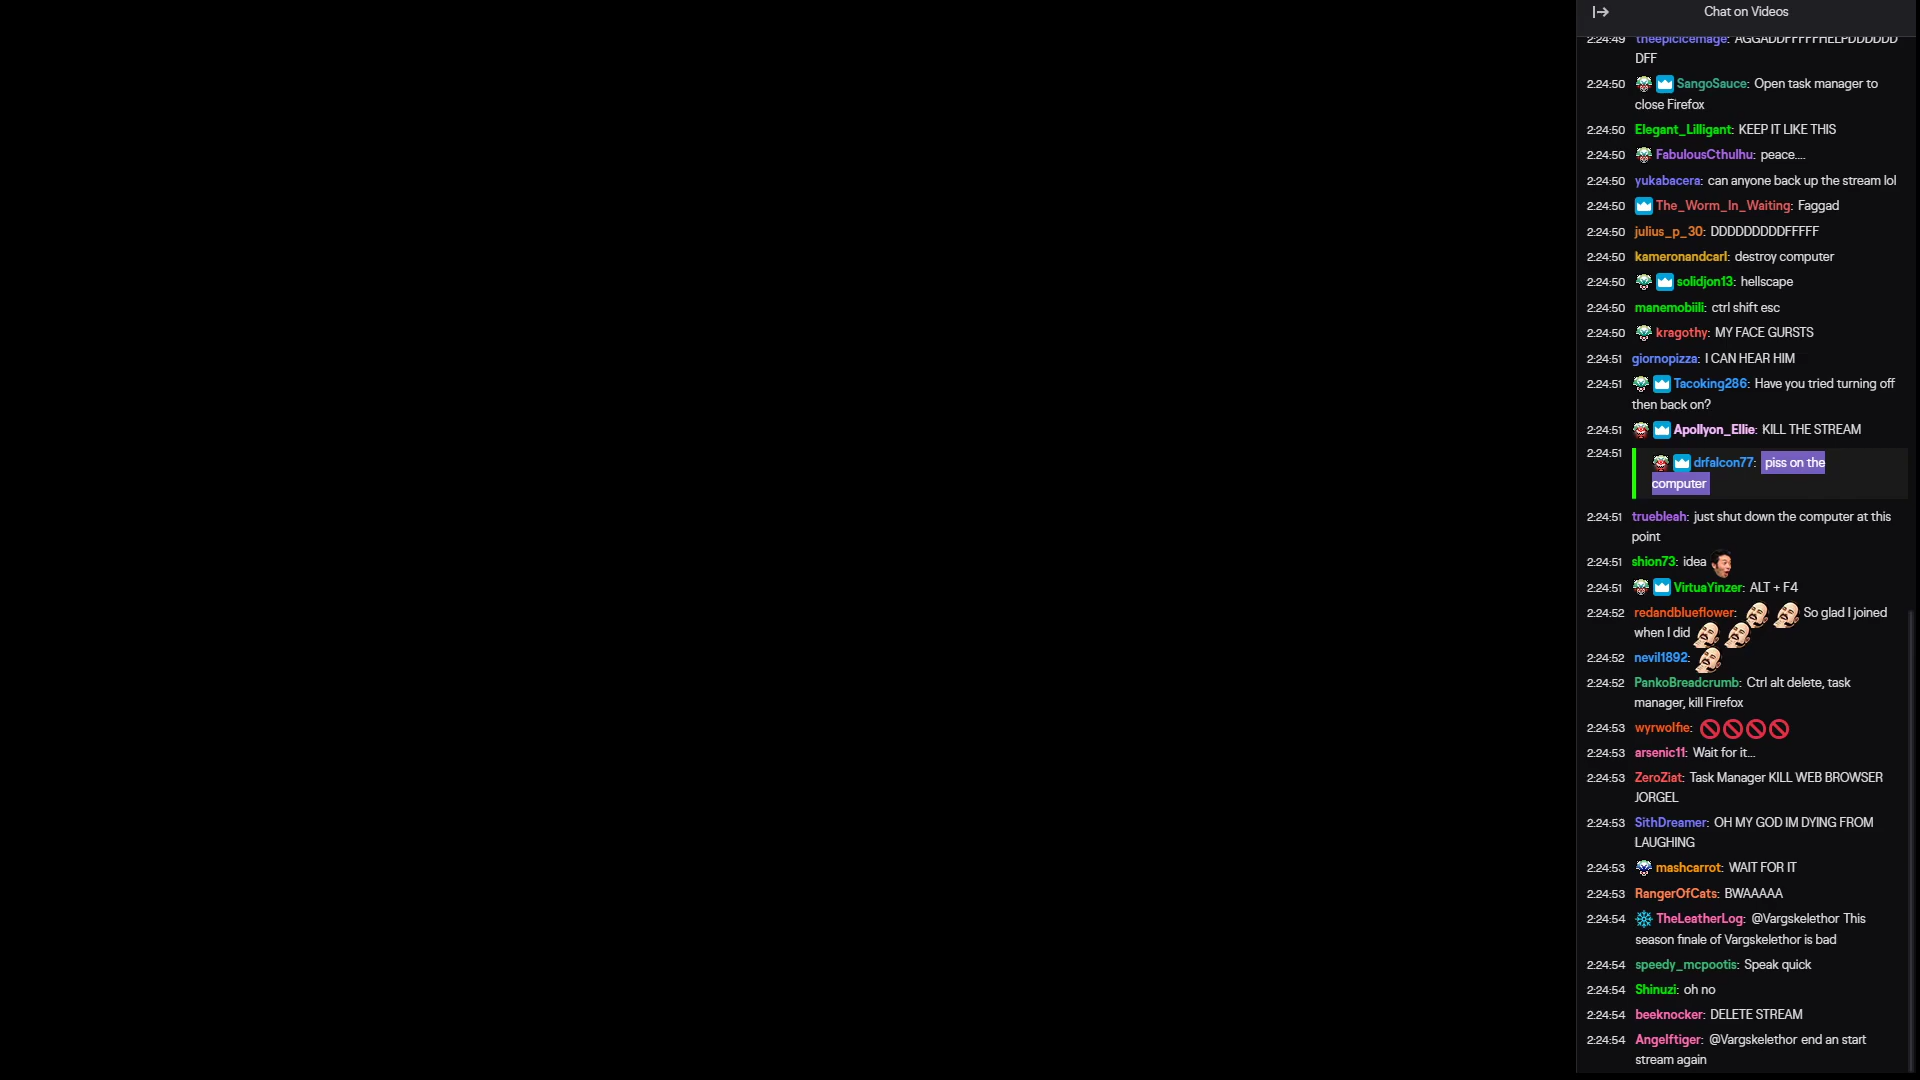 Chat on Videos
2:24:49 theepicicemage: AGGADDFFFFFHELPDDDDDD
DFF
2:24:50 SangoSauce: Open task manager to
close Firefox
2:24:50 Elegant_Lilligant: KEEP IT LIKE THIS
2:24:50 FabulousCthulhu: peace....
2:24:50 yukabacera: can anyone back up the stream lol
2:24:50 The_Worm_In_Waiting: Faggad
2:24:50 julius_p_30: DDDDDDDDDFFFFF
2:24:50 kameronandcarl: destroy computer
2:24:50 solidjon13: hellscape
2:24:50 manemobiili: ctrl shift esc
2:24:50 kragothy: MY FACE GURSTS
2:24:51 giornopizza: I CAN HEAR HIM
2:24:51 Tacoking286: Have you tried turning off
then back on?
2:24:51 Apollyon_Ellie: KILL THE STREAM
2:24:51 drfalcon77: piss on the
computer
2:24:51 truebleah: just shut down the computer at this
point
2:24:51 shion73: idea
2:24:51 VirtuaYinzer: ALT + F4
2:24:52 redandblueflower: So glad I joined
when I did
2:24:52 nevil1892:
2:24:52 PankoBreadcrumb: Ctrl alt delete, task
manager, kill Firefox
2:24:53 wyrwolfie:
2:24:53 arsenic11: Wait for it...
2:24:53 ZeroZiat: Task Manager KILL WEB BROWSER
JORGEL
2:24:53 SithDreamer: OH MY GOD IM DYING FROM
LAUGHING
2:24:53 mashcarrot: WAIT FOR IT
2:24:53 RangerOfCats: BWAAAAA
2:24:54 TheLeatherLog: @Vargskelethor This
season finale of Vargskelethor is bad
2:24:54 speedy_mcpootis: Speak quick
2:24:54 Shinuzi: oh no
2:24:54 beeknocker: DELETE STREAM
2:24:54 Angelftiger: @Vargskelethor end an start
stream again